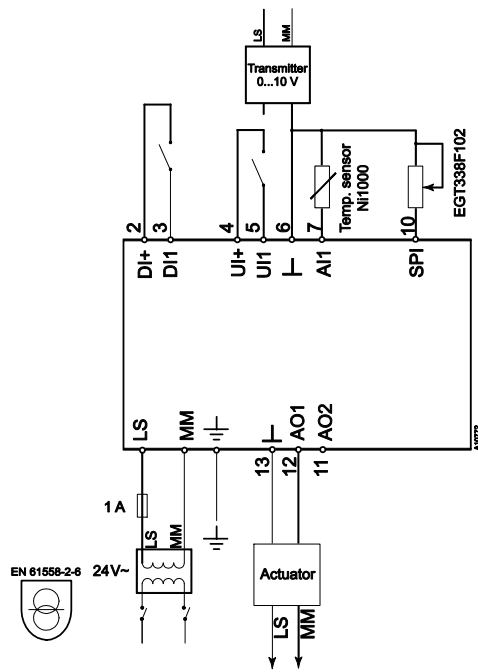 LS
MM
Transmitter
0...10 V
Temp. sensor
Ni1000
EGT338F102
2
3
4
5
6
7
10
DI+
DI1
UI+
UI1
AI1
SPI
LS
MM
13
12
11
AO1
AO2
1 A
LS
MM
EN 61558-2-6
24V~
Actuator
LS
MM